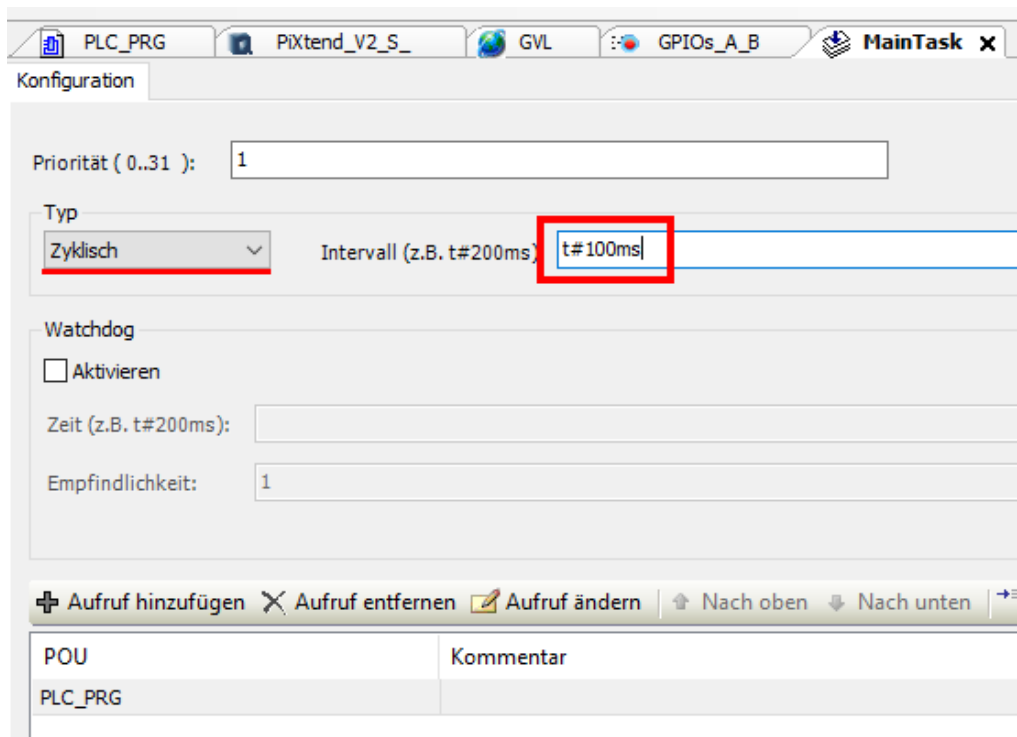 PLC_PRG PiXtend_V2_S_ GVL GPIOs_A_B MainTask
Konfiguration
Priorität ( 0..31 ): 1
Typ
Zyklisch Intervall (z.B. t#200ms) t#100ms
Watchdog
Aktivieren
Zeit (z.B. t#200ms):
Empfindlichkeit: 1
Aufruf hinzufügen Aufruf entfernen Aufruf ändern Nach oben Nach unten
POU Kommentar
PLC_PRG